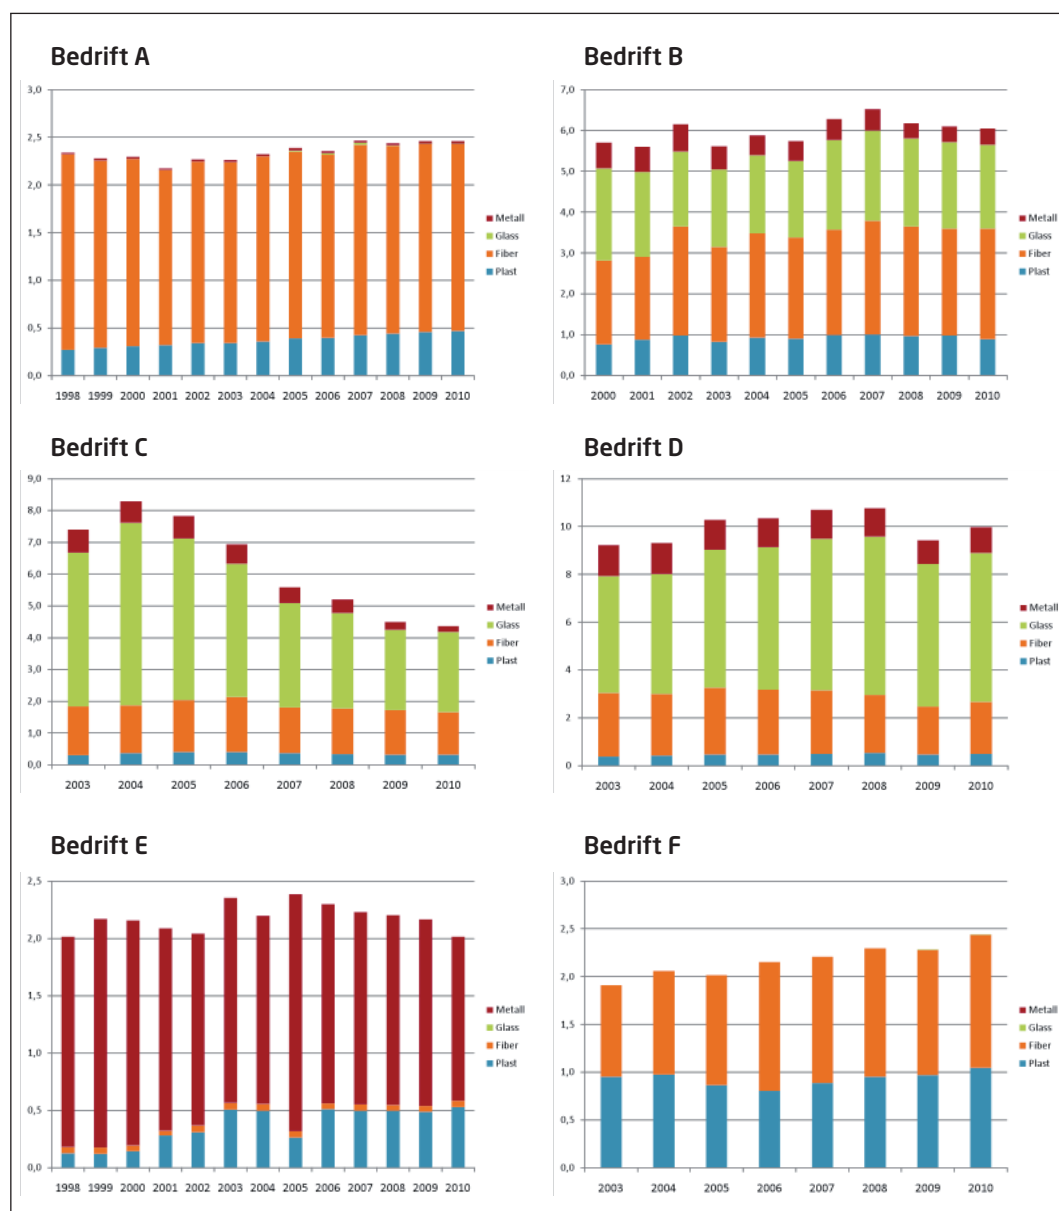 Bedrift A
3,0
2,5
2,0
1,5
1,0
0,5
0,0
1998 1999 2000 2001 2002 2003 2004 2005 2006 2007 2008 2009 2010
Metall
Glass
Fiber
Plast
Bedrift B
7,0
6,0
5,0
4,0
3,0
2,0
1,0
0,0
2000 2001 2002 2003 2004 2005 2006 2007 2008 2009 2010
Metall
Glass
Fiber
Plast
Bedrift C
9,0
8,0
7,0
6,0
5,0
4,0
3,0
2,0
1,0
0,0
2003 2004 2005 2006 2007 2008 2009 2010
Metall
Glass
Fiber
Plast
Bedrift D
12
10
8
6
4
2
0
2003 2004 2005 2006 2007 2008 2009 2010
Metall
Glass
Fiber
Plast
Bedrift E
2,5
2,0
1,5
1,0
0,5
0,0
1998 1999 2000 2001 2002 2003 2004 2005 2006 2007 2008 2009 2010
Metall
Glass
Fiber
Plast
Bedrift F
3,0
2,5
2,0
1,5
1,0
0,5
0,0
2003 2004 2005 2006 2007 2008 2009 2010
Metall
Glass
Fiber
Plast